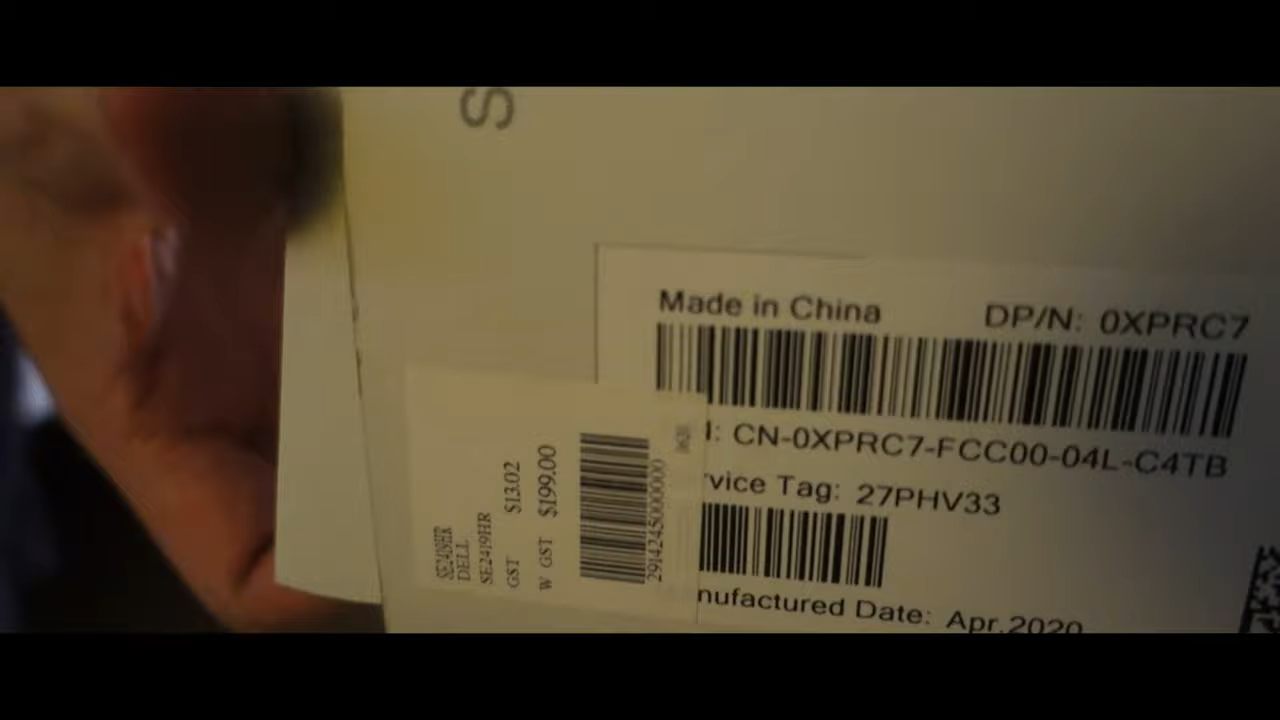 S
Made in China DP/N: 0XPRC7
CN-0XPRC7-FCC00-04L-C4TB
vice Tag: 27PHV33
nufactured Date: Apr.2020
SE2419HR
DELL
SE2419HR
GST $13.02
W GST $199.00
2914245000000